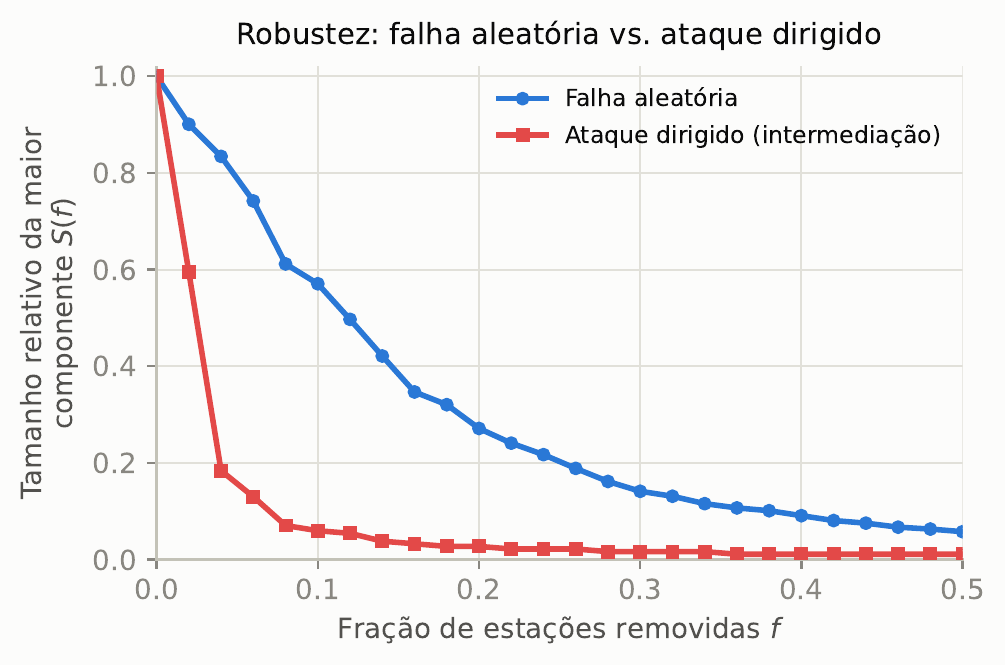 Robustez: falha aleatória vs. ataque dirigido
Falha aleatória
Ataque dirigido (intermediação)
Tamanho relativo da maior
componente S(f)
1.0
0.8
0.6
0.4
0.2
0.0
0.0
0.1
0.2
0.3
0.4
0.5
Fração de estações removidas f